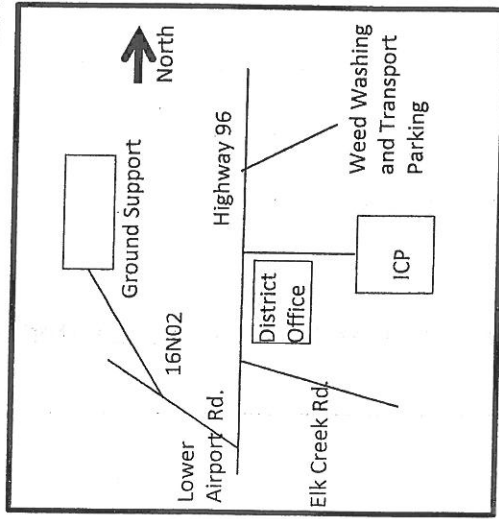 North
Ground Support
16N02
Highway 96
Lower
Airport Rd.
District
Office
Elk Creek Rd.
ICP
Weed Washing
and Transport
Parking